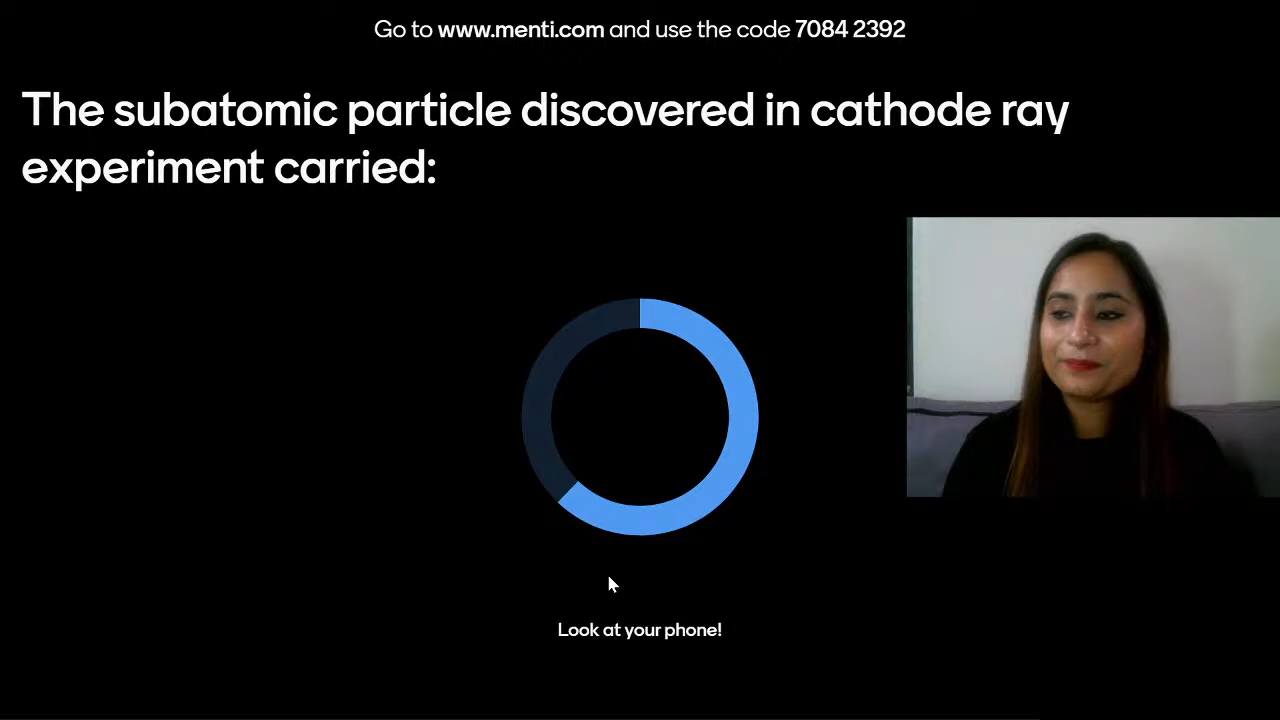 Go to www.menti.com and use the code 7084 2392
The subatomic particle discovered in cathode ray
experiment carried:
Look at your phone!